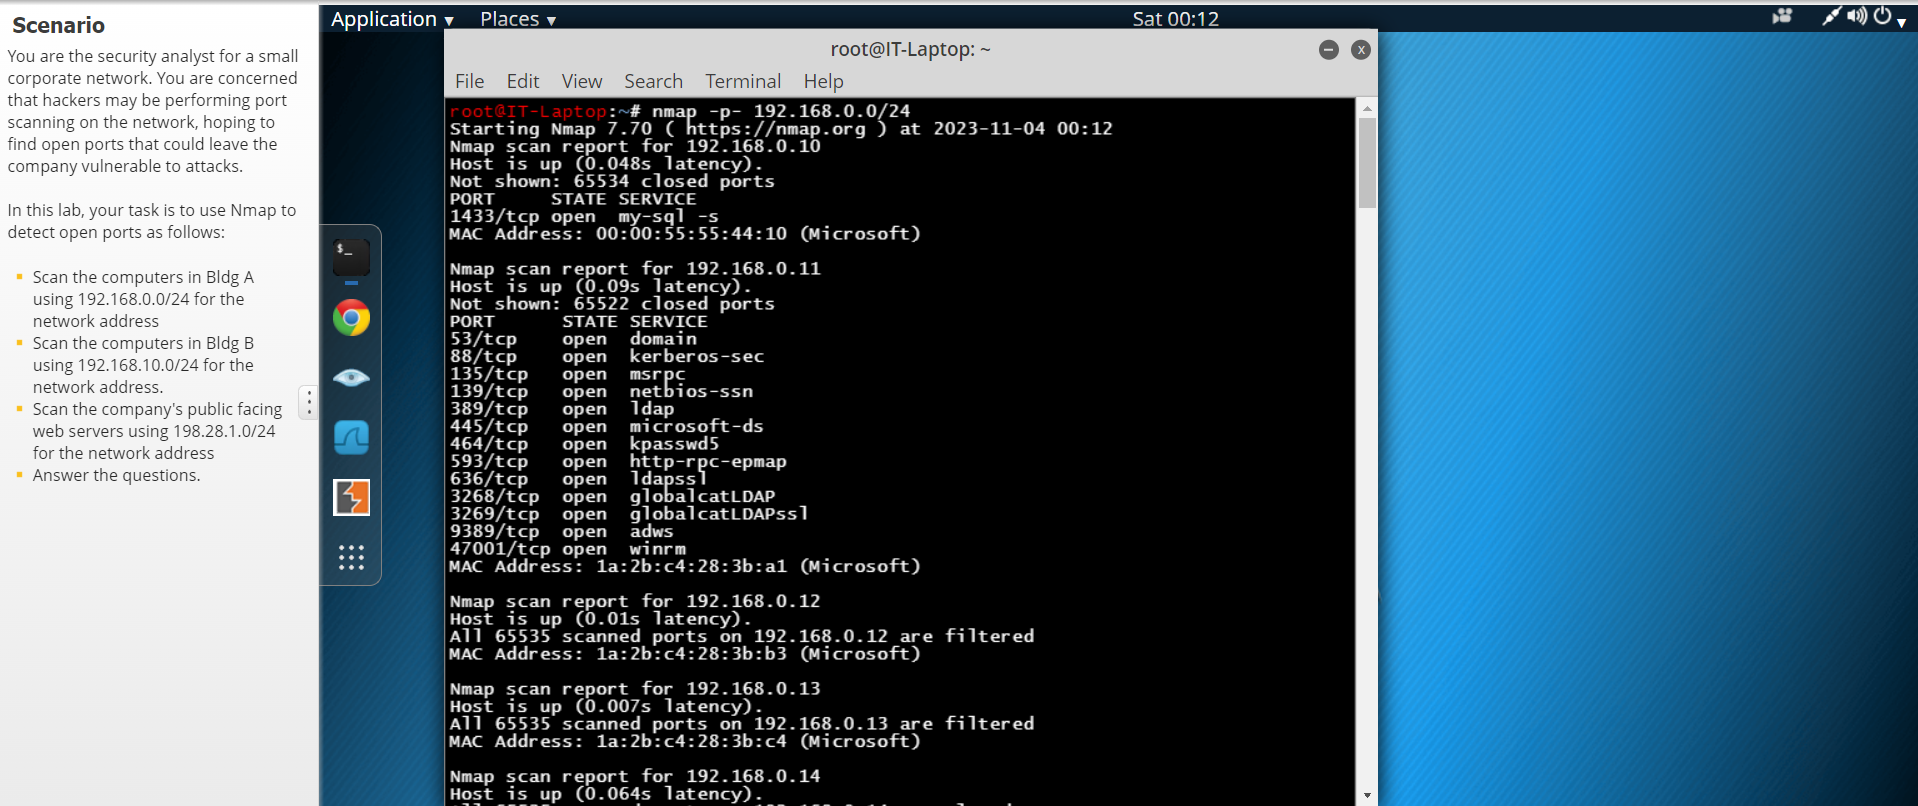 Scenario
You are the security analyst for a small
corporate network. You are concerned
that hackers may be performing port
scanning on the network, hoping to
find open ports that could leave the
company vulnerable to attacks.
In this lab, your task is to use Nmap to
detect open ports as follows:
Scan the computers in Bldg A
using 192.168.0.0/24 for the
network address
Scan the computers in Bldg B
using 192.168.10.0/24 for the
network address.
Scan the company's public facing
web servers using 198.28.1.0/24
for the network address
Answer the questions.
Application ▼ Places ▼ Sat 00:12
root@IT-Laptop: ~
File Edit View Search Terminal Help
root@IT-Laptop:~# nmap -p- 192.168.0.0/24
Starting Nmap 7.70 ( https://nmap.org ) at 2023-11-04 00:12
Nmap scan report for 192.168.0.10
Host is up (0.048s latency).
Not shown: 65534 closed ports
PORT STATE SERVICE
1433/tcp open my-sql -s
MAC Address: 00:00:55:55:44:10 (Microsoft)
Nmap scan report for 192.168.0.11
Host is up (0.09s latency).
Not shown: 65522 closed ports
PORT STATE SERVICE
53/tcp open domain
88/tcp open kerberos-sec
135/tcp open msrpc
139/tcp open netbios-ssn
389/tcp open ldap
445/tcp open microsoft-ds
464/tcp open kpasswd5
593/tcp open http-rpc-epmap
636/tcp open ldapssl
3268/tcp open globalcatLDAP
3269/tcp open globalcatLDAPssl
9389/tcp open adws
47001/tcp open winrm
MAC Address: 1a:2b:c4:28:3b:a1 (Microsoft)
Nmap scan report for 192.168.0.12
Host is up (0.01s latency).
All 65535 scanned ports on 192.168.0.12 are filtered
MAC Address: 1a:2b:c4:28:3b:b3 (Microsoft)
Nmap scan report for 192.168.0.13
Host is up (0.007s latency).
All 65535 scanned ports on 192.168.0.13 are filtered
MAC Address: 1a:2b:c4:28:3b:c4 (Microsoft)
Nmap scan report for 192.168.0.14
Host is up (0.064s latency).